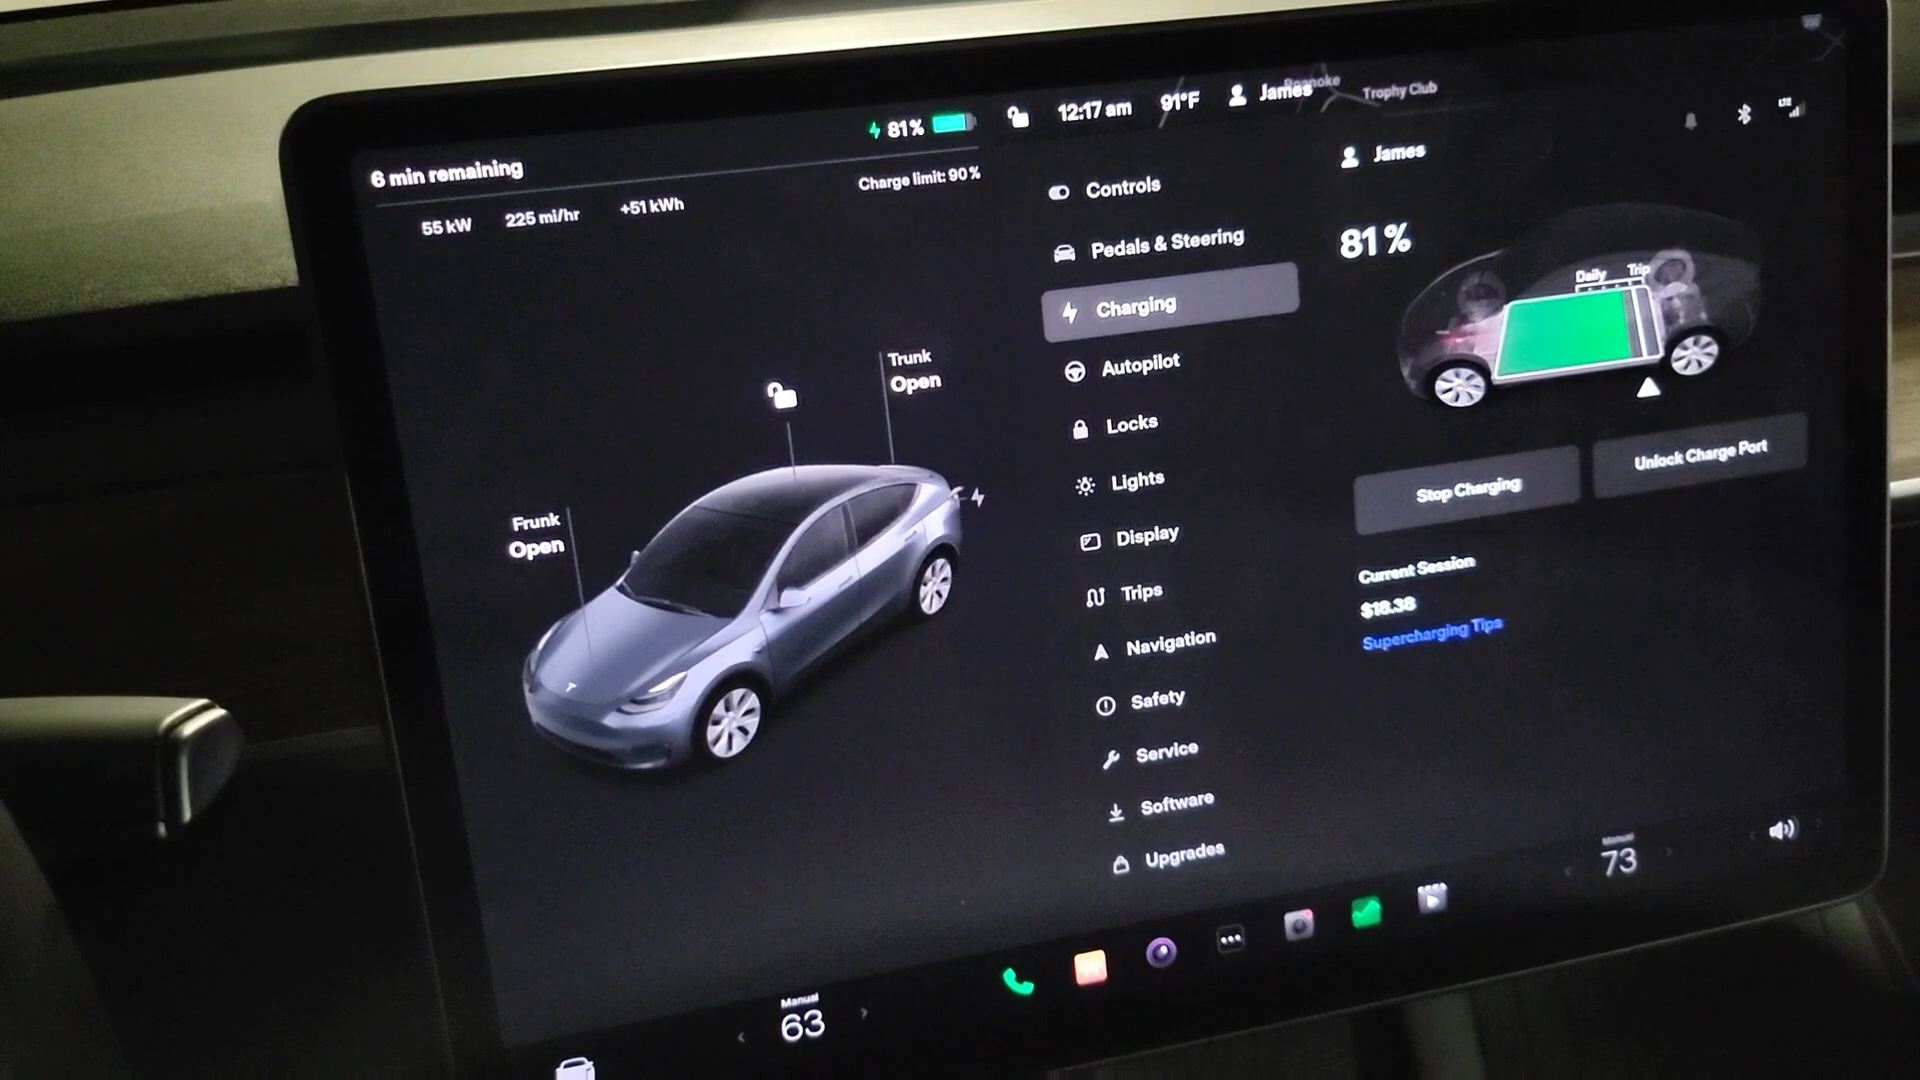 6 min remaining
81%
Charge limit: 90%
55 kW
225 mi/hr
+51 kWh
Trunk
Open
Frunk
Open
12:17 am
91°F
James
Roanoke
Trophy Club
LTE
Controls
Pedals & Steering
Charging
Autopilot
Locks
Lights
Display
Trips
Navigation
Safety
Service
Software
Upgrades
James
81%
Daily
Trip
Stop Charging
Unlock Charge Port
Current Session
$18.38
Supercharging Tips
Manual
63
Manual
73